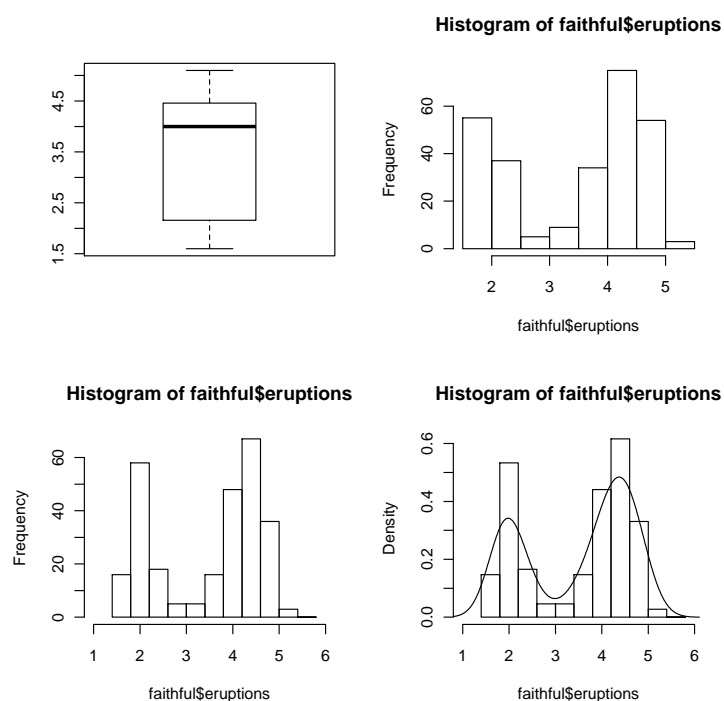 Histogram of faithful$eruptions
1.5 2.5 3.5 4.5
Frequency
0 20 40 60
2 3 4 5
faithful$eruptions
Histogram of faithful$eruptions
Frequency
0 20 60
1 2 3 4 5 6
faithful$eruptions
Histogram of faithful$eruptions
Density
0.0 0.2 0.4 0.6
1 2 3 4 5 6
faithful$eruptions